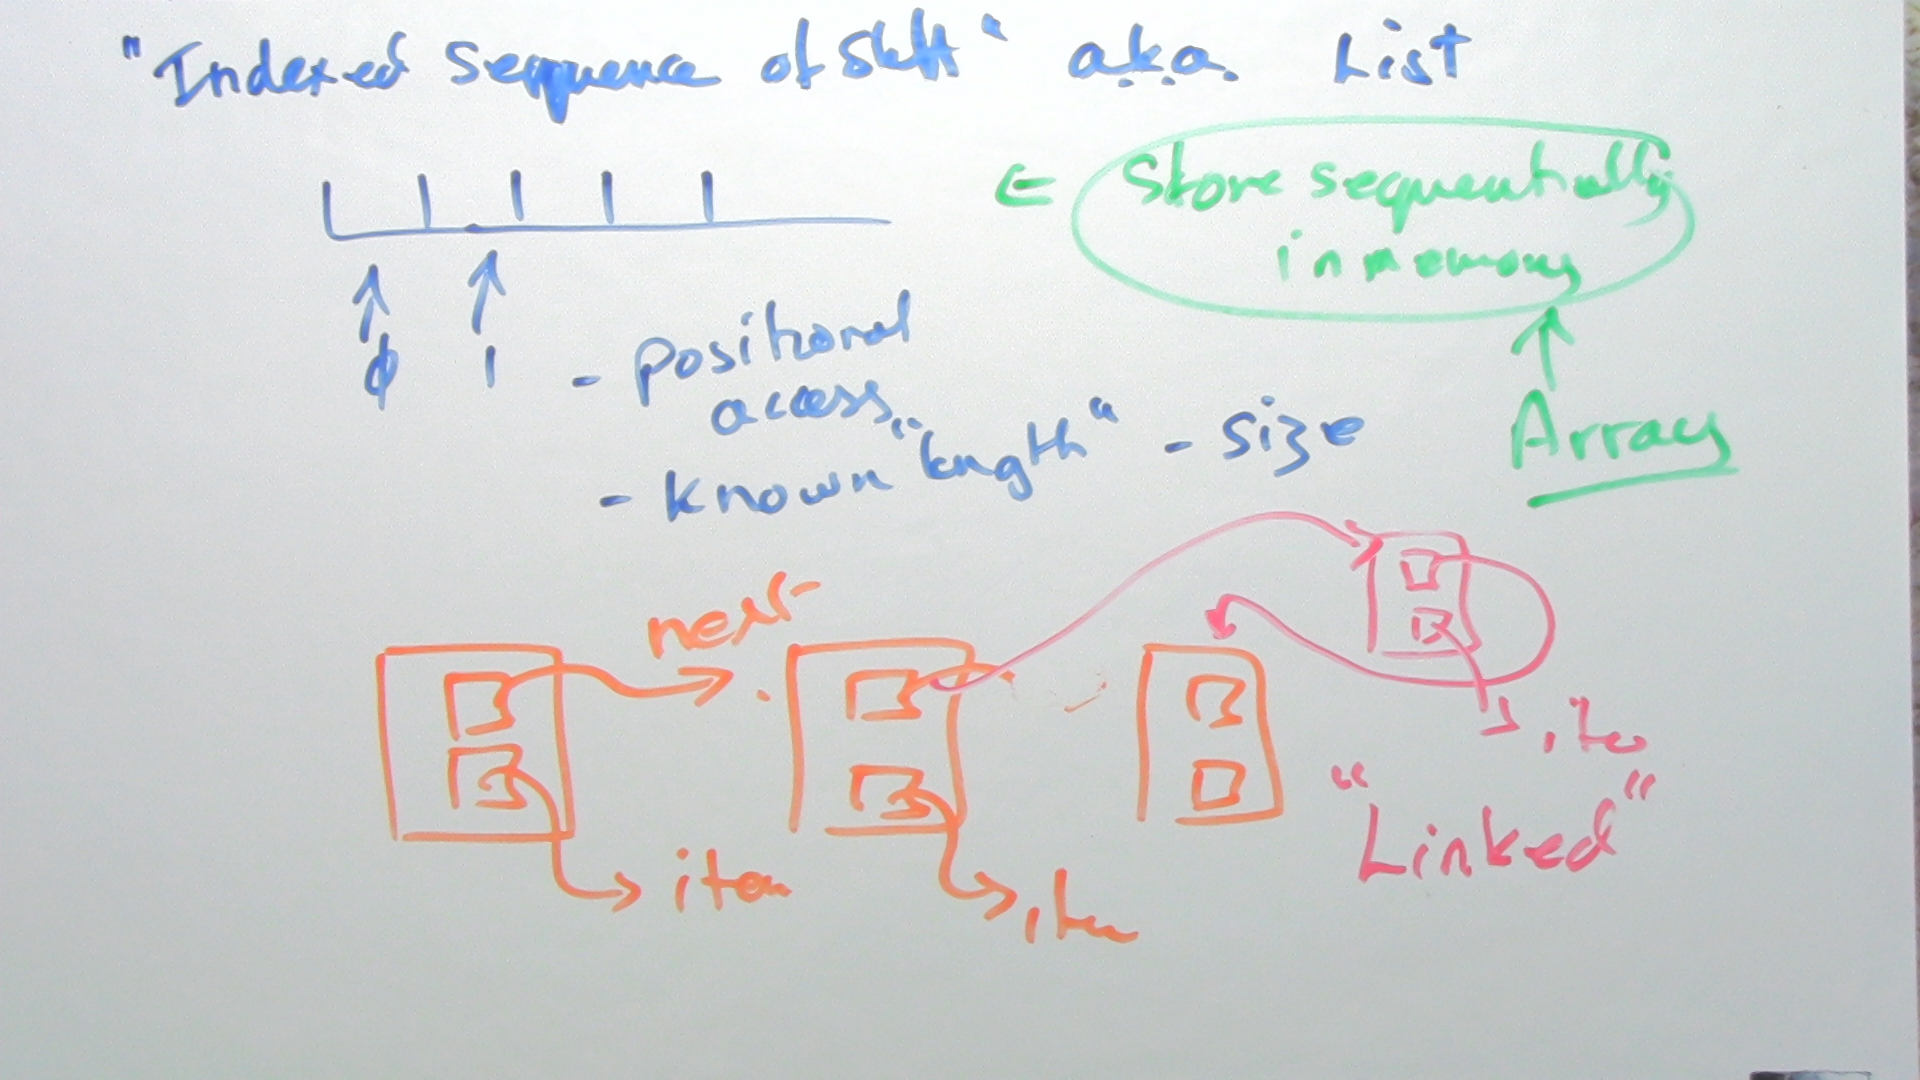 "Indexed Sequence of Stuff" a.k.a. List
← Store sequentially
in memory
0 1
- positional
access
- known "length" - size
Array
next
item
item
item
"Linked"